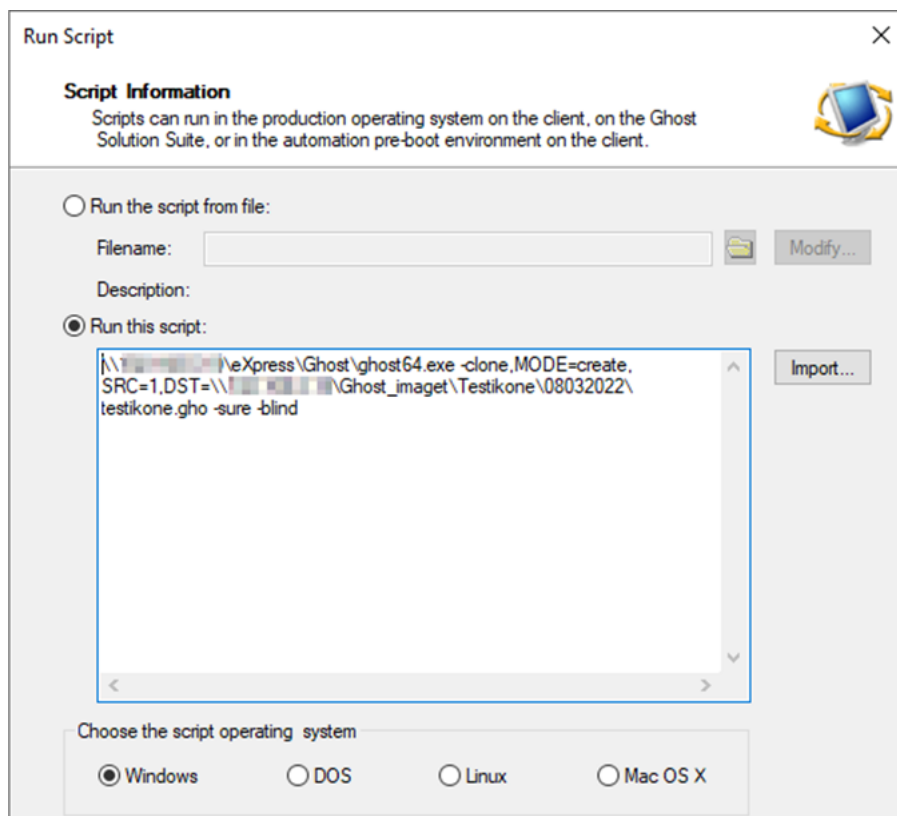 Run Script
Script Information
Scripts can run in the production operating system on the client, on the Ghost
Solution Suite, or in the automation pre-boot environment on the client.
Run the script from file:
Filename:
Modify...
Description:
Run this script:
\\ \eXpress\Ghost\ghost64.exe -clone,MODE=create,
SRC=1,DST=\\ \Ghost_imaget\Testikone\08032022\
testikone.gho -sure -blind
Import...
Choose the script operating system
Windows DOS Linux Mac OS X